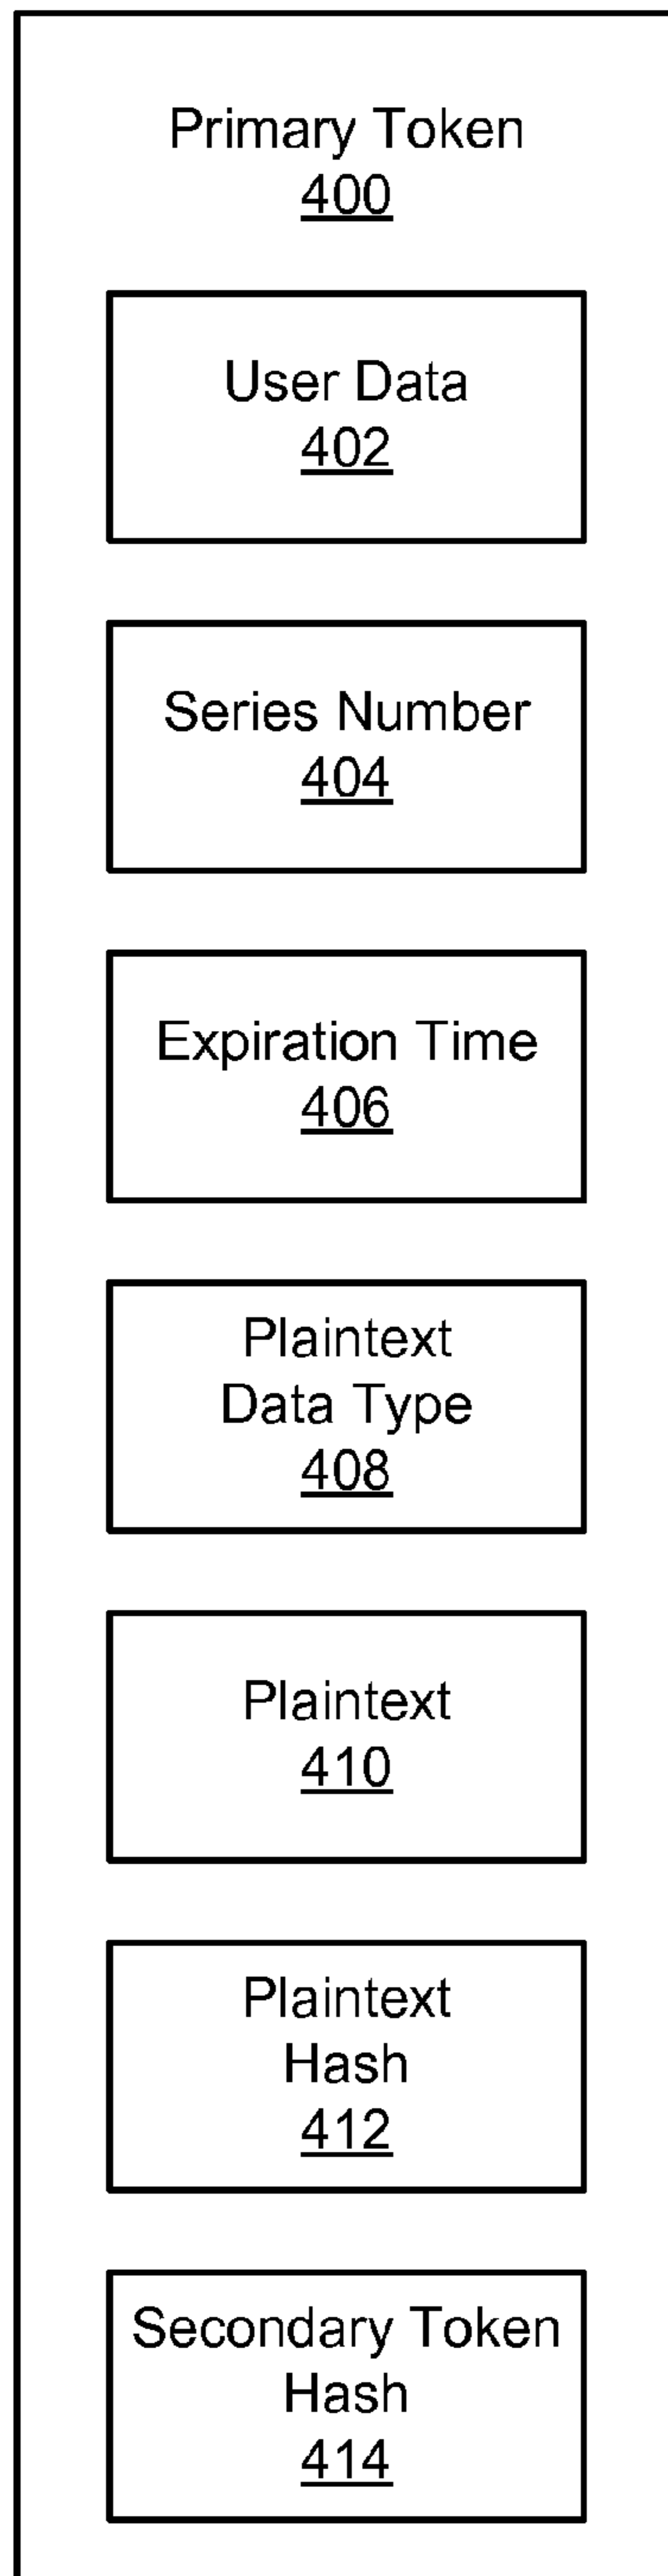 Primary Token
400
User Data
402
Series Number
404
Expiration Time
406
Plaintext
Data Type
408
Plaintext
410
Plaintext
Hash
412
Secondary Token
Hash
414